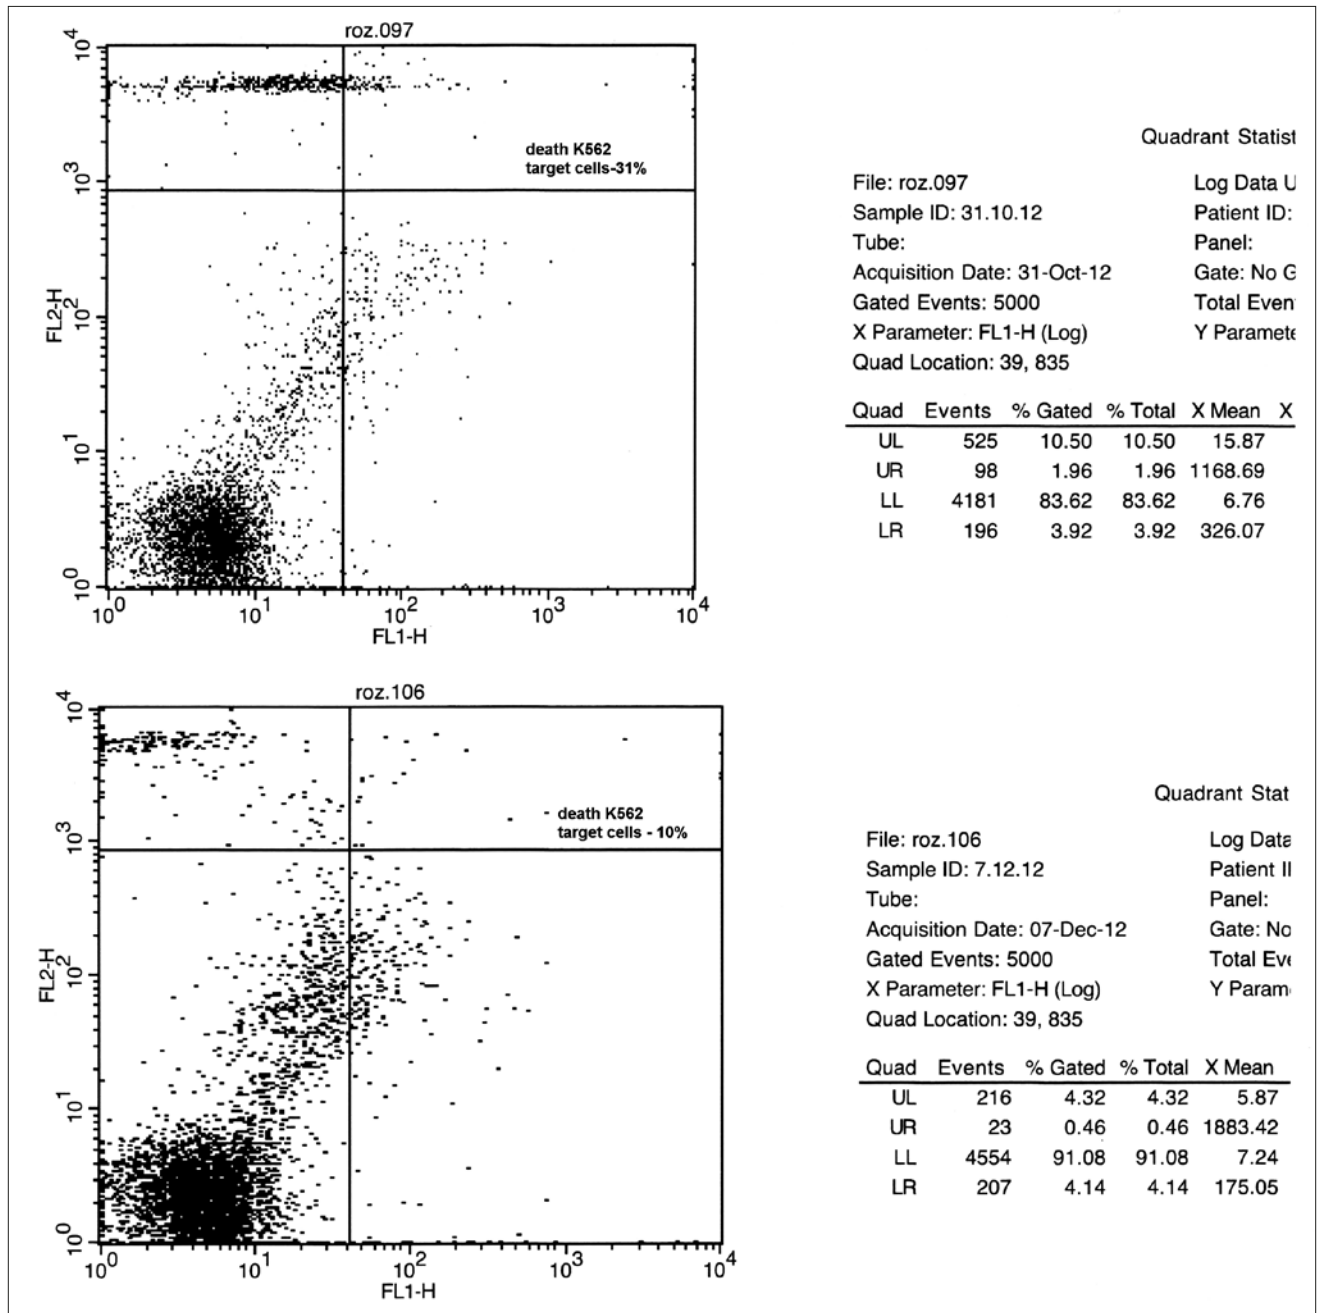 roz.097
10^4
10^3
10^2
10^1
10^0
FL2-H
death K562
target cells-31%
10^0 10^1 10^2 10^3 10^4
FL1-H
Quadrant Statist
File: roz.097 Log Data U
Sample ID: 31.10.12 Patient ID:
Tube: Panel:
Acquisition Date: 31-Oct-12 Gate: No G
Gated Events: 5000 Total Even
X Parameter: FL1-H (Log) Y Paramete
Quad Location: 39, 835
Quad Events % Gated % Total X Mean X
UL 525 10.50 10.50 15.87
UR 98 1.96 1.96 1168.69
LL 4181 83.62 83.62 6.76
LR 196 3.92 3.92 326.07
roz.106
10^4
10^3
10^2
10^1
10^0
FL2-H
death K562
target cells - 10%
10^0 10^1 10^2 10^3 10^4
FL1-H
Quadrant Stat
File: roz.106 Log Data
Sample ID: 7.12.12 Patient II
Tube: Panel:
Acquisition Date: 07-Dec-12 Gate: No
Gated Events: 5000 Total Eve
X Parameter: FL1-H (Log) Y Param
Quad Location: 39, 835
Quad Events % Gated % Total X Mean
UL 216 4.32 4.32 5.87
UR 23 0.46 0.46 1883.42
LL 4554 91.08 91.08 7.24
LR 207 4.14 4.14 175.05